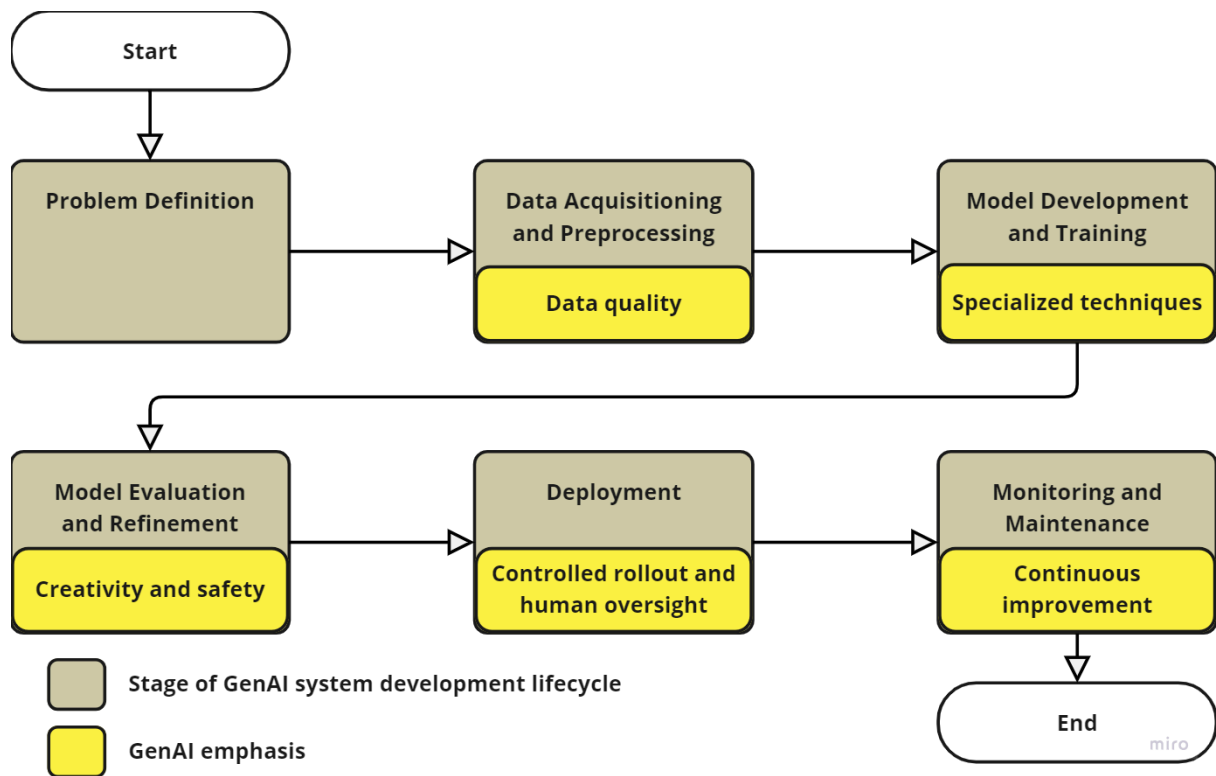 Start
Problem Definition
Data Acquisitioning
and Preprocessing
Data quality
Model Development
and Training
Specialized techniques
Model Evaluation
and Refinement
Creativity and safety
Deployment
Controlled rollout and
human oversight
Monitoring and
Maintenance
Continuous
improvement
Stage of GenAI system development lifecycle
GenAI emphasis
End
miro